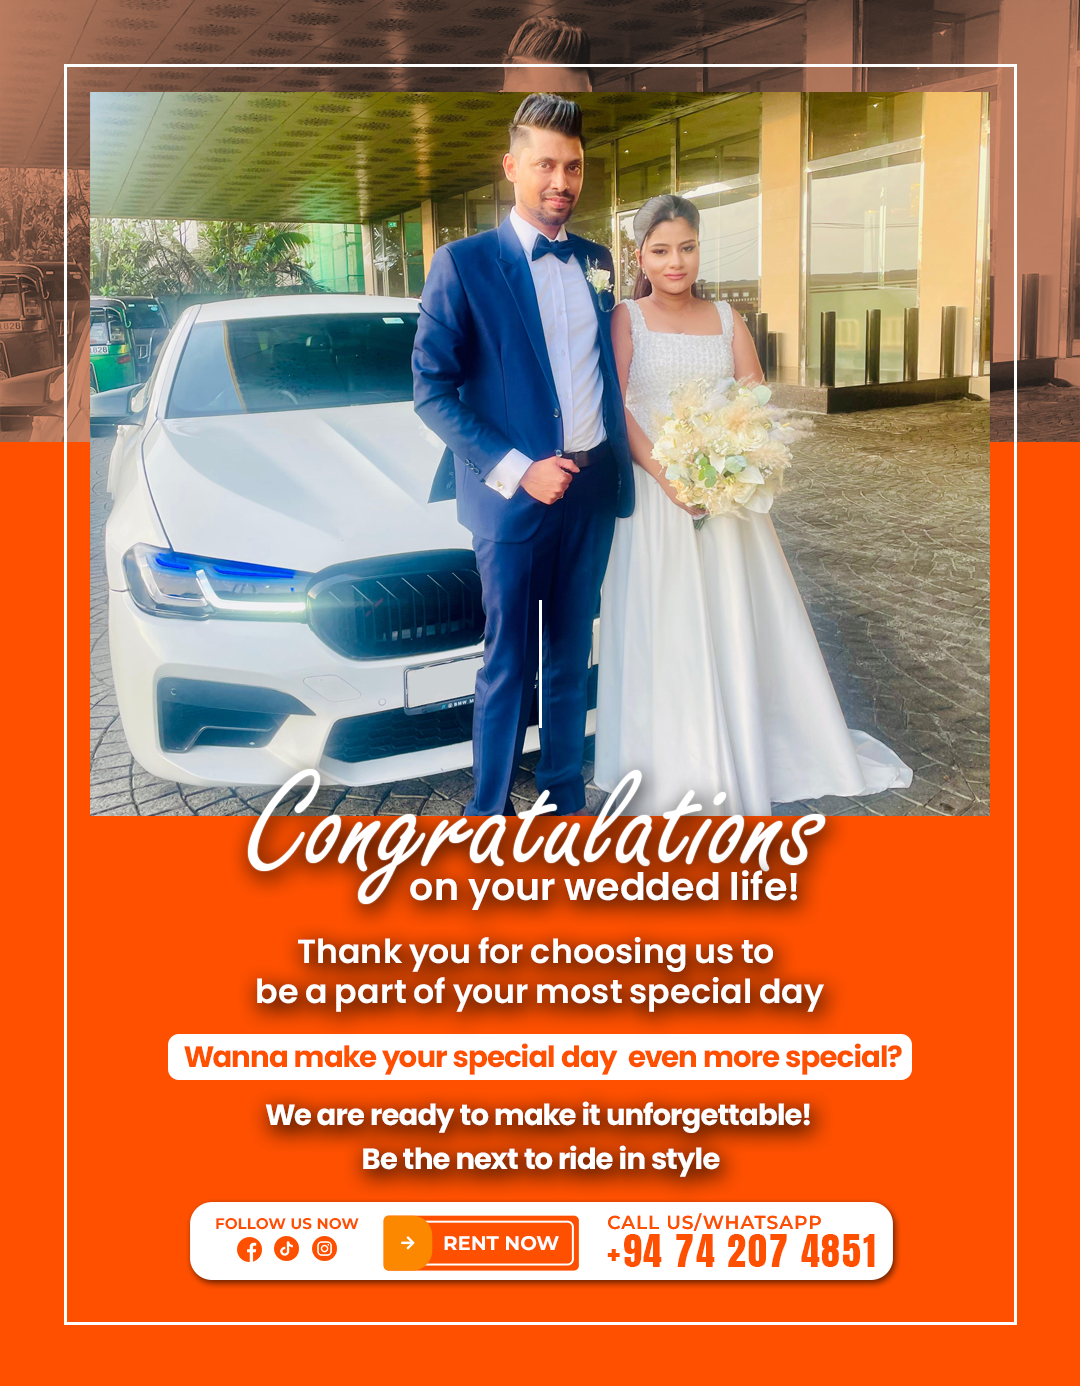 Congratulations
on your wedded life!
Thank you for choosing us to
be a part of your most special day
Wanna make your special day even more special?
We are ready to make it unforgettable!
Be the next to ride in style
FOLLOW US NOW
RENT NOW
CALL US/WHATSAPP
+94 74 207 4851